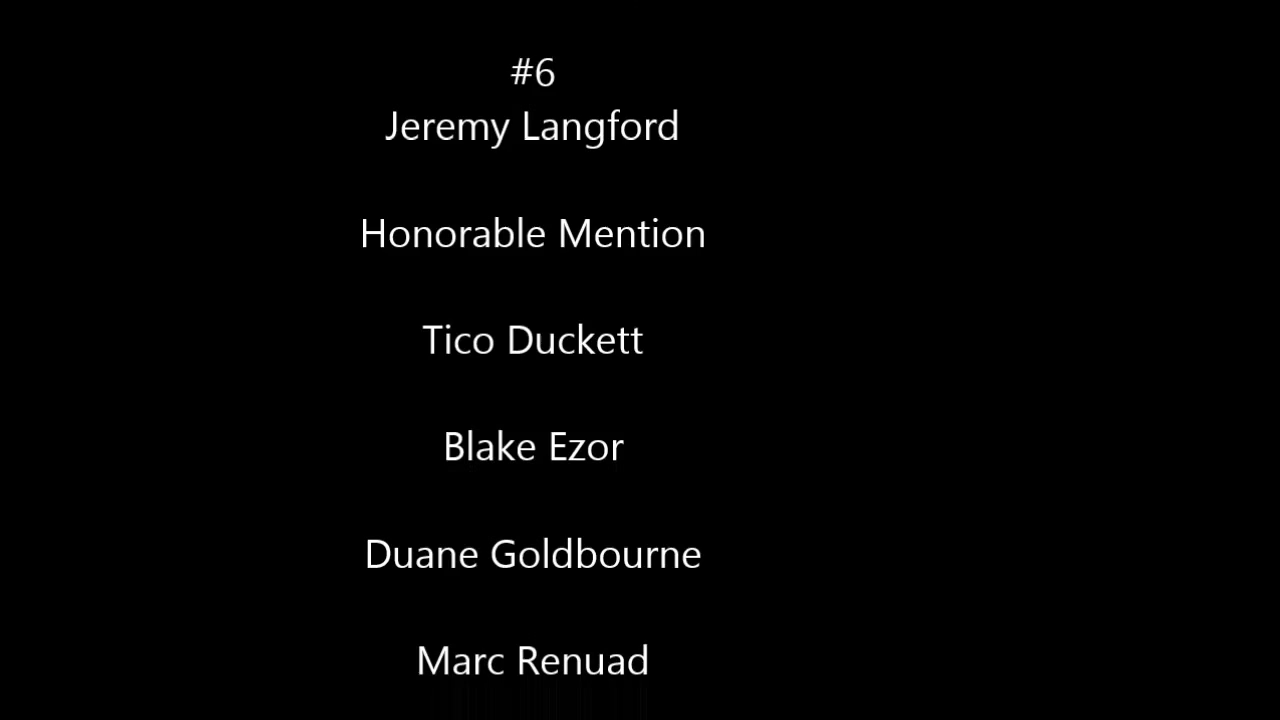 #6
Jeremy Langford
Honorable Mention
Tico Duckett
Blake Ezor
Duane Goldbourne
Marc Renuad